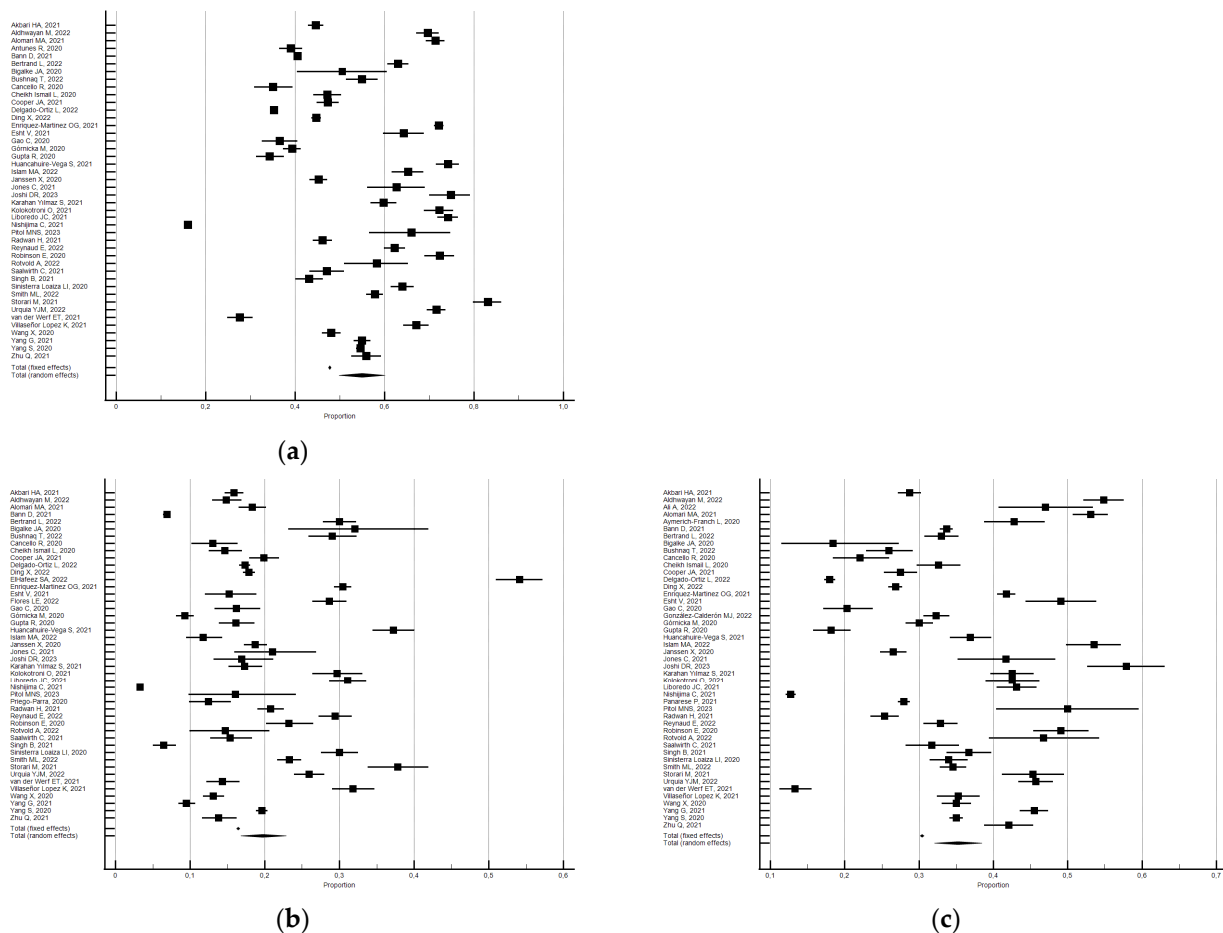 Akbari HA, 2021
Aldhwayan M, 2022
Alomari MA, 2021
Antunes R, 2020
Bann D, 2021
Bertrand L, 2022
Bigalke JA, 2020
Bushnaq T, 2022
Cancello R, 2020
Cheikh Ismail L, 2020
Cooper JA, 2021
Delgado-Ortiz L, 2022
Ding X, 2022
Enriquez-Martinez OG, 2021
Esht V, 2021
Gao C, 2020
Górnicka M, 2020
Gupta R, 2020
Huancahuire-Vega S, 2021
Islam MA, 2022
Janssen X, 2020
Jones C, 2021
Joshi DR, 2023
Karahan Yılmaz S, 2021
Kolokotroni O, 2021
Liboredo JC, 2021
Nishijima C, 2021
Pitol MNS, 2023
Radwan H, 2021
Reynaud E, 2022
Robinson E, 2020
Rotvold A, 2022
Saalwirth C, 2021
Singh B, 2021
Sinisterra Loaiza LI, 2020
Smith ML, 2022
Storari M, 2021
Urquia YJM, 2022
van der Werf ET, 2021
Villaseñor Lopez K, 2021
Wang X, 2020
Yang G, 2021
Yang S, 2020
Zhu Q, 2021
Total (fixed effects)
Total (random effects)
0 0,2 0,4 0,6 0,8 1,0
Proportion
(a)
Akbari HA, 2021
Aldhwayan M, 2022
Alomari MA, 2021
Bann D, 2021
Bertrand L, 2022
Bigalke JA, 2020
Bushnaq T, 2022
Cancello R, 2020
Cheikh Ismail L, 2020
Cooper JA, 2021
Delgado-Ortiz L, 2022
Ding X, 2022
ElHafeez SA, 2022
Enriquez-Martinez OG, 2021
Esht V, 2021
Flores LE, 2022
Gao C, 2020
Górnicka M, 2020
Gupta R, 2020
Huancahuire-Vega S, 2021
Islam MA, 2022
Janssen X, 2020
Jones C, 2021
Joshi DR, 2023
Karahan Yılmaz S, 2021
Kolokotroni O, 2021
Liboredo JC, 2021
Nishijima C, 2021
Pitol MNS, 2023
Priego-Parra, 2020
Radwan H, 2021
Reynaud E, 2022
Robinson E, 2020
Rotvold A, 2022
Saalwirth C, 2021
Singh B, 2021
Sinisterra Loaiza LI, 2020
Smith ML, 2022
Storari M, 2021
Urquia YJM, 2022
van der Werf ET, 2021
Villaseñor Lopez K, 2021
Wang X, 2020
Yang G, 2021
Yang S, 2020
Zhu Q, 2021
Total (fixed effects)
Total (random effects)
0 0,1 0,2 0,3 0,4 0,5 0,6
Proportion
(b)
Akbari HA, 2021
Aldhwayan M, 2022
Ali A, 2022
Alomari MA, 2021
Aymerich-Franch L, 2020
Bann D, 2021
Bertrand L, 2022
Bigalke JA, 2020
Bushnaq T, 2022
Cancello R, 2020
Cheikh Ismail L, 2020
Cooper JA, 2021
Delgado-Ortiz L, 2022
Ding X, 2022
Enriquez-Martinez OG, 2021
Esht V, 2021
Gao C, 2020
González-Calderón MJ, 2022
Górnicka M, 2020
Gupta R, 2020
Huancahuire-Vega S, 2021
Islam MA, 2022
Janssen X, 2020
Jones C, 2021
Joshi DR, 2023
Karahan Yılmaz S, 2021
Kolokotroni O, 2021
Liboredo JC, 2021
Nishijima C, 2021
Panarese P, 2021
Pitol MNS, 2023
Radwan H, 2021
Reynaud E, 2022
Robinson E, 2020
Rotvold A, 2022
Saalwirth C, 2021
Singh B, 2021
Sinisterra Loaiza LI, 2020
Smith ML, 2022
Storari M, 2021
Urquia YJM, 2022
van der Werf ET, 2021
Villaseñor Lopez K, 2021
Wang X, 2020
Yang G, 2021
Yang S, 2020
Zhu Q, 2021
Total (fixed effects)
Total (random effects)
0,1 0,2 0,3 0,4 0,5 0,6 0,7
Proportion
(c)